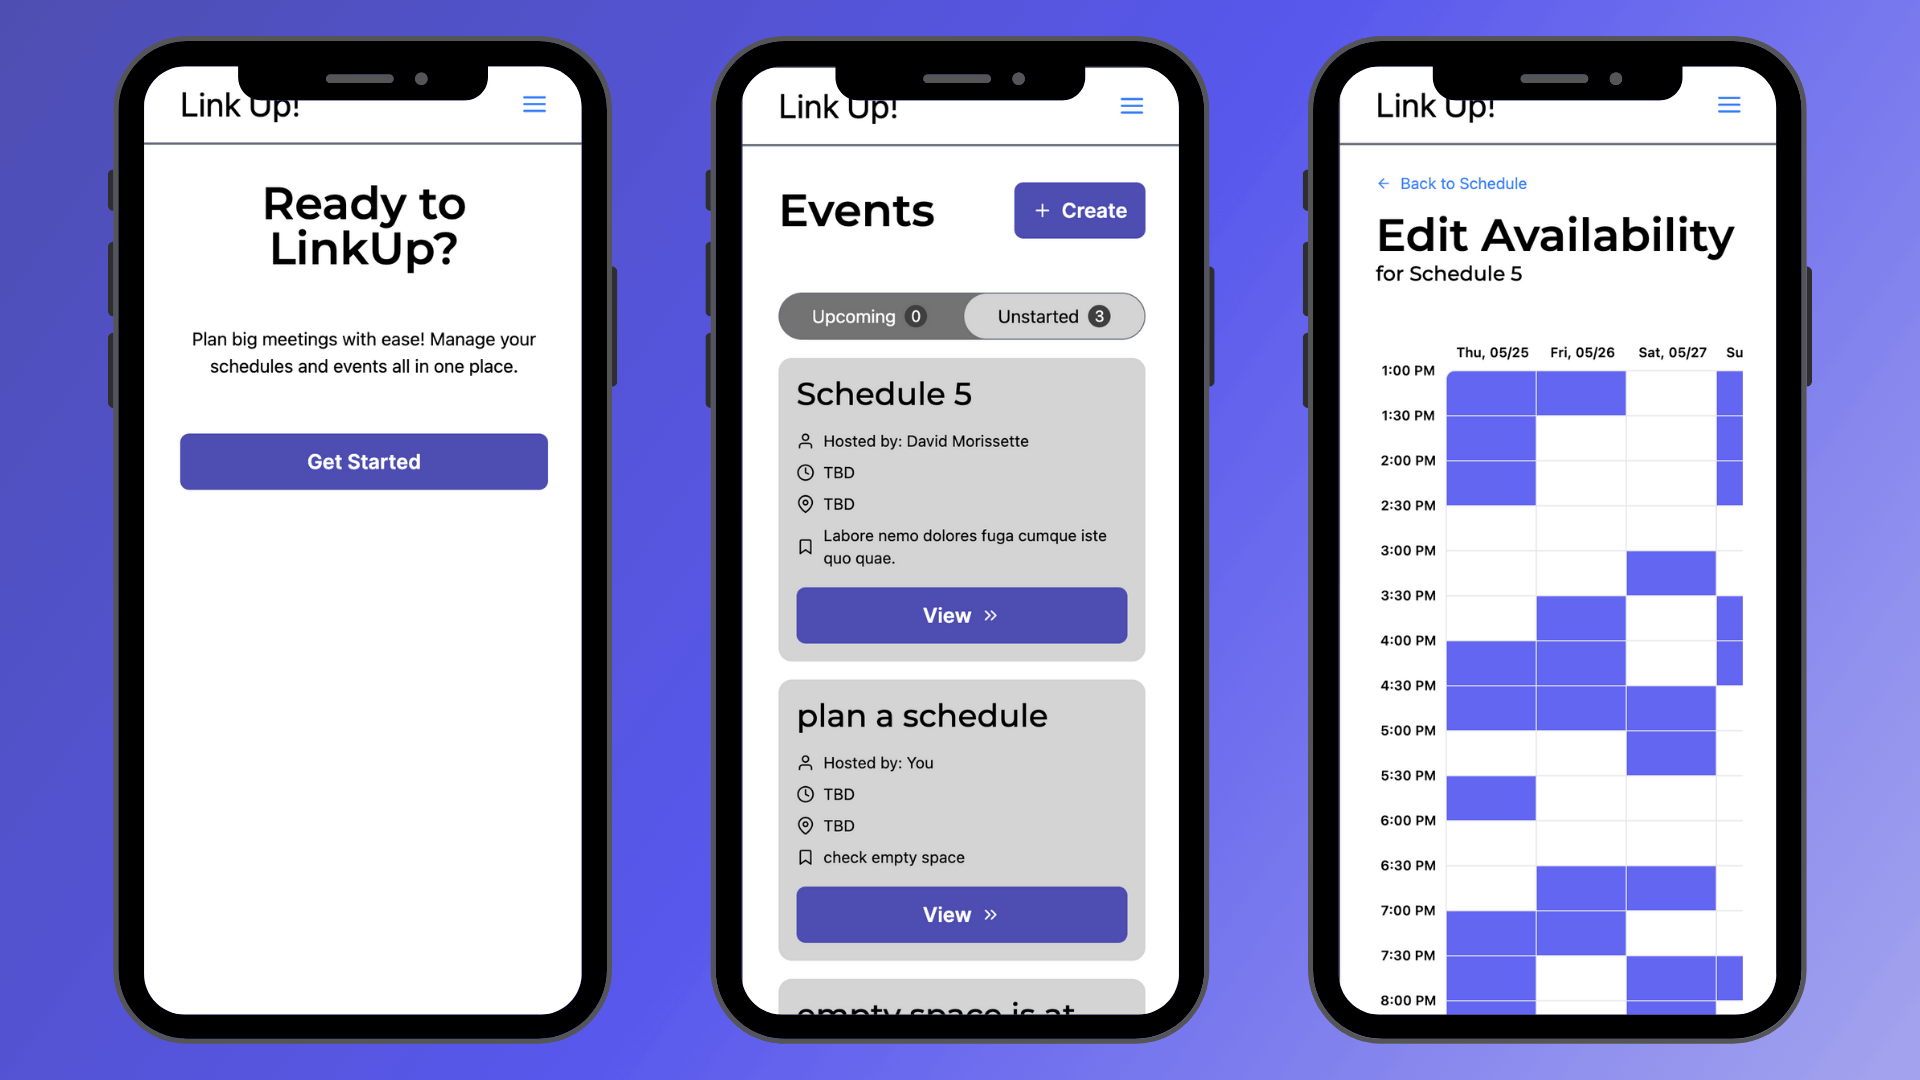 Link Up!
Ready to
LinkUp?
Plan big meetings with ease! Manage your
schedules and events all in one place.
Get Started
Link Up!
Events
+ Create
Upcoming 0
Unstarted 3
Schedule 5
Hosted by: David Morissette
TBD
TBD
Labore nemo dolores fuga cumque iste
quo quae.
View »
plan a schedule
Hosted by: You
TBD
TBD
check empty space
View »
empty space is at
Link Up!
← Back to Schedule
Edit Availability
for Schedule 5
Thu, 05/25 Fri, 05/26 Sat, 05/27 Su
1:00 PM
1:30 PM
2:00 PM
2:30 PM
3:00 PM
3:30 PM
4:00 PM
4:30 PM
5:00 PM
5:30 PM
6:00 PM
6:30 PM
7:00 PM
7:30 PM
8:00 PM